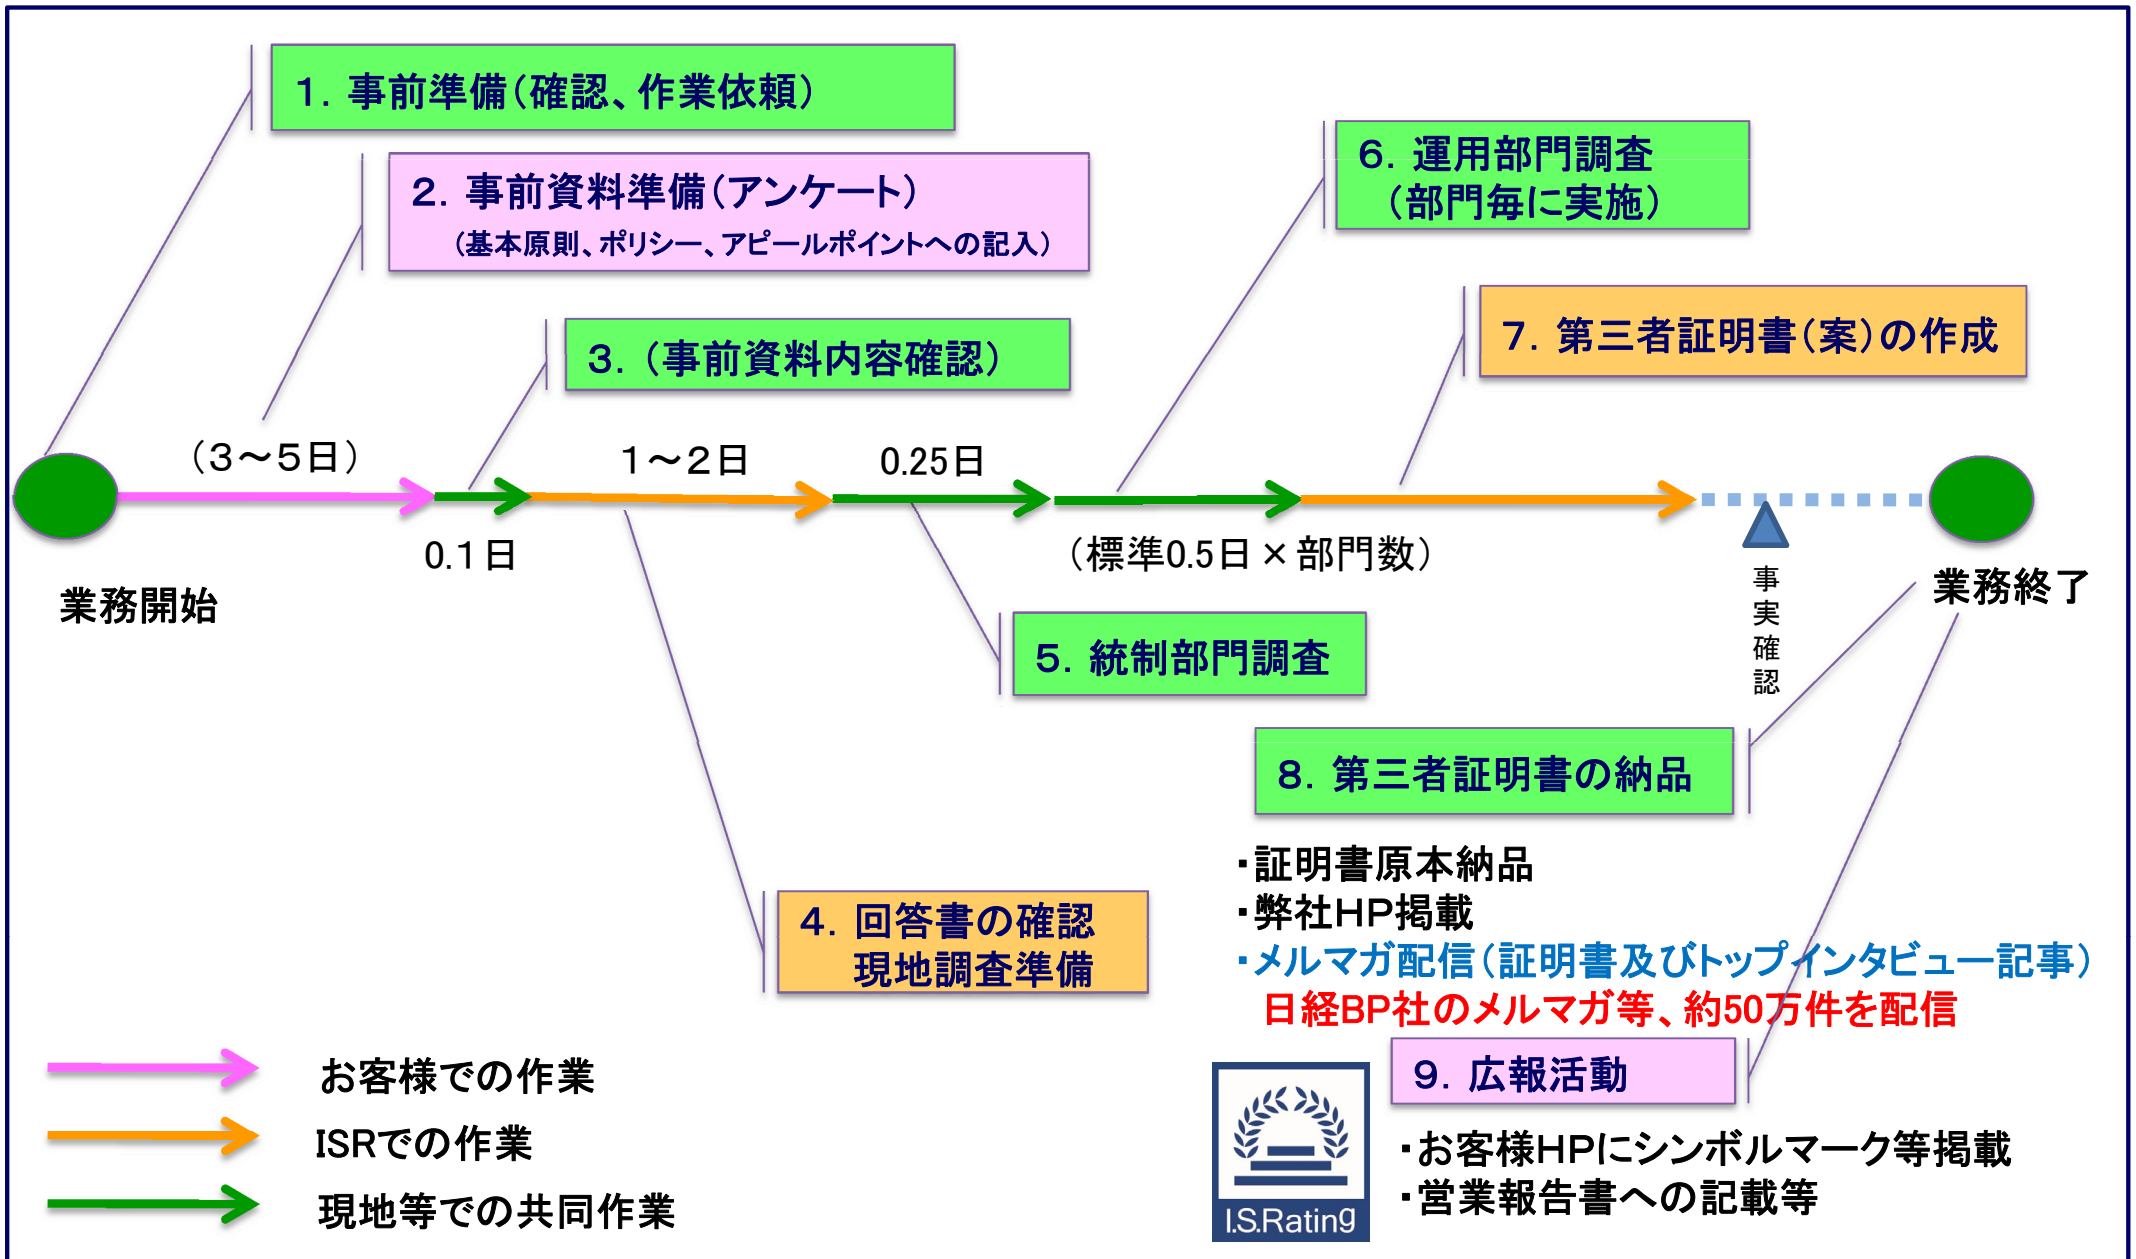 1. 事前準備(確認、作業依頼)
2. 事前資料準備(アンケート)
(基本原則、ポリシー、アピールポイントへの記入)
3. (事前資料内容確認)
6. 運用部門調査
(部門毎に実施)
7. 第三者証明書(案)の作成
(3~5日)
1~2日
0.25日
0.1日
(標準0.5日×部門数)
業務開始
事実確認
業務終了
5. 統制部門調査
8. 第三者証明書の納品
・証明書原本納品
・弊社HP掲載
・メルマガ配信(証明書及びトップインタビュー記事)
日経BP社のメルマガ等、約50万件を配信
4. 回答書の確認
現地調査準備
9. 広報活動
・お客様HPにシンボルマーク等掲載
・営業報告書への記載等
I.S.Rating
お客様での作業
ISRでの作業
現地等での共同作業